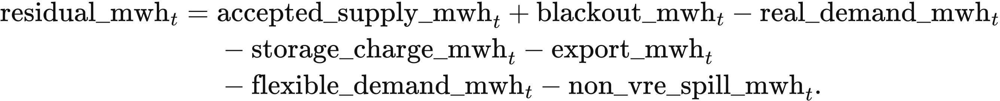 residual_mwh_t = accepted_supply_mwh_t + blackout_mwh_t − real_demand_mwh_t
− storage_charge_mwh_t − export_mwh_t
− flexible_demand_mwh_t − non_vre_spill_mwh_t.